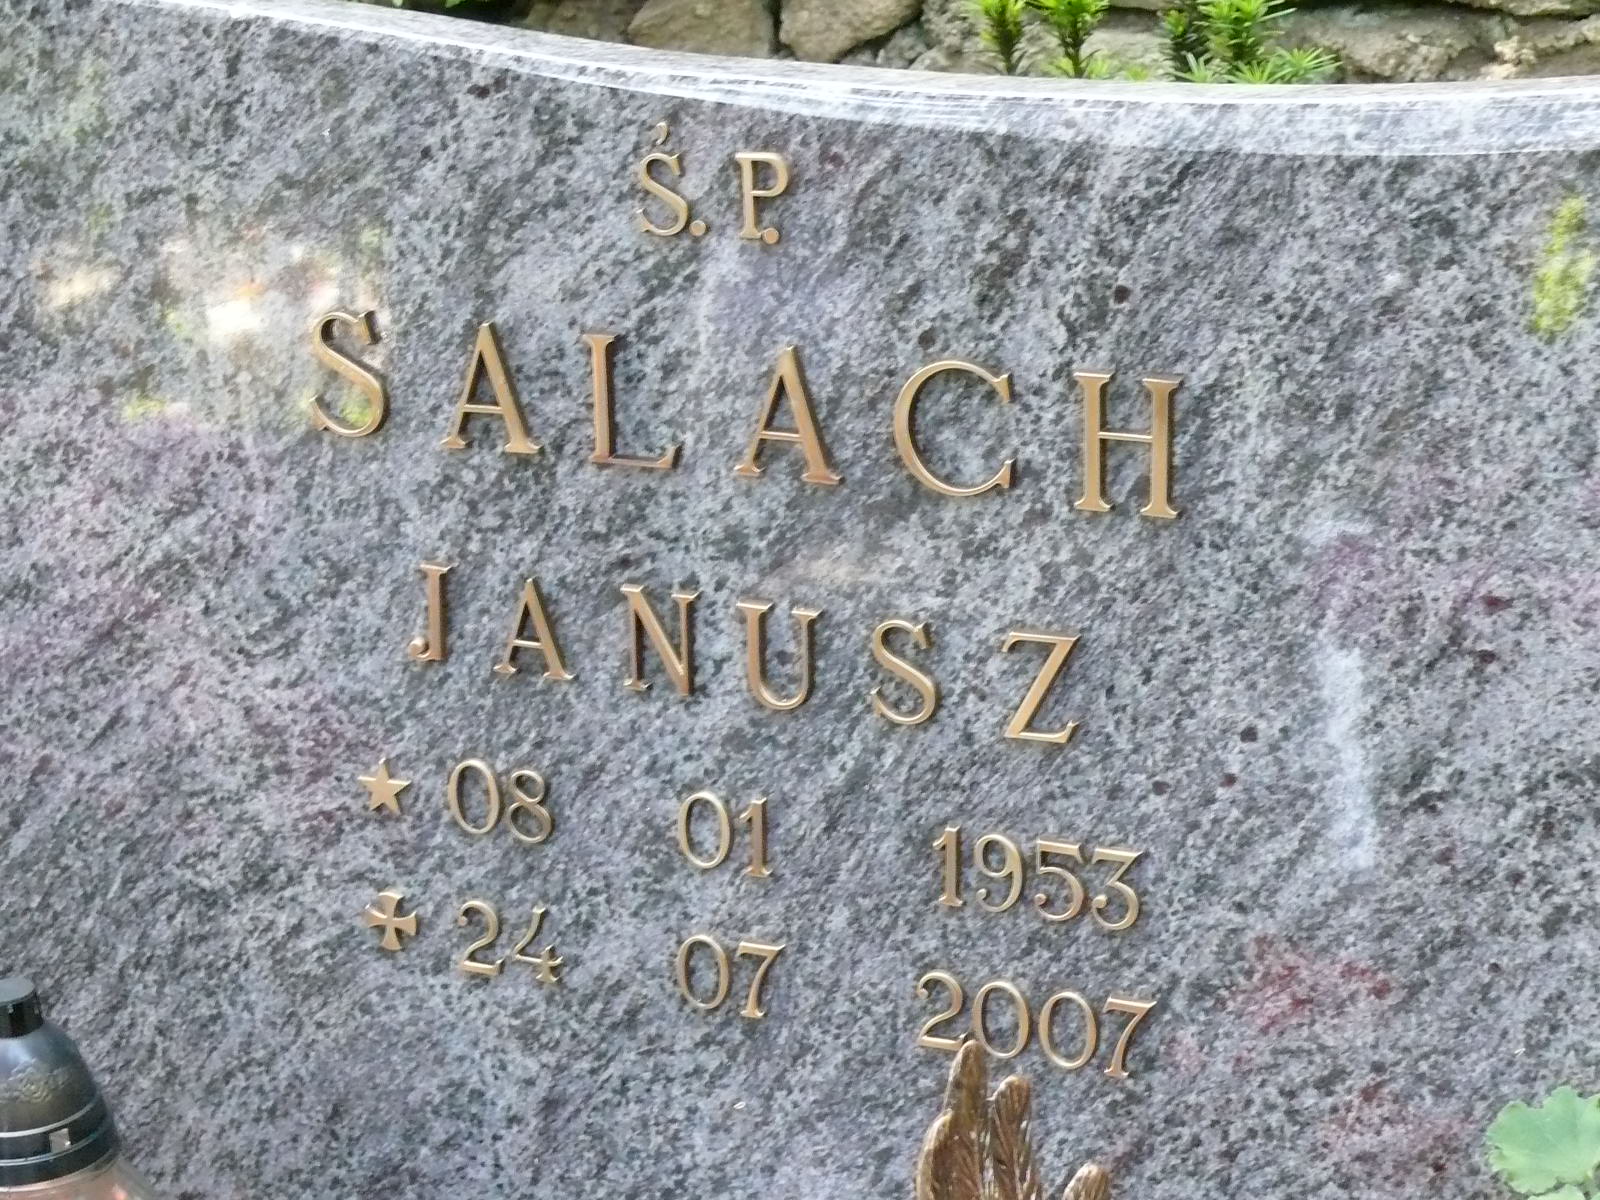 Ś. P.
SALACH
JANUSZ
★ 08 01 1953
✠ 24 07 2007